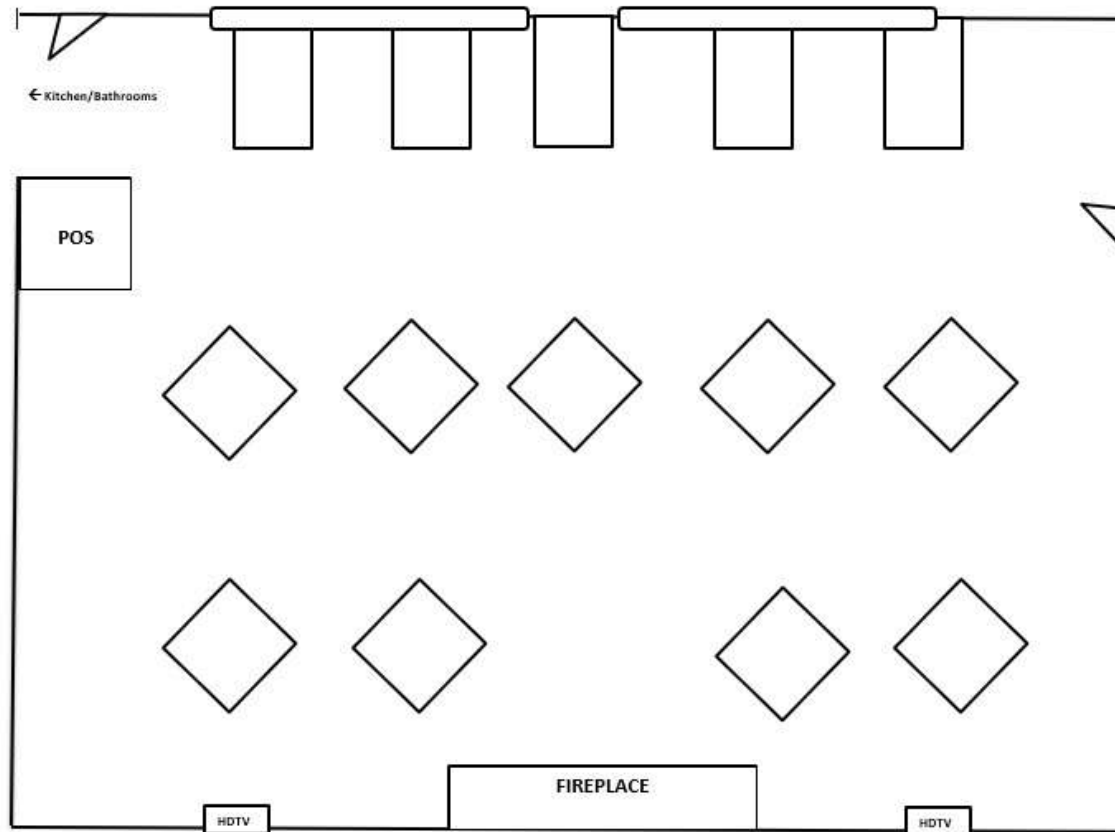 ← Kitchen/Bathrooms
POS
FIREPLACE
HDTV
HDTV